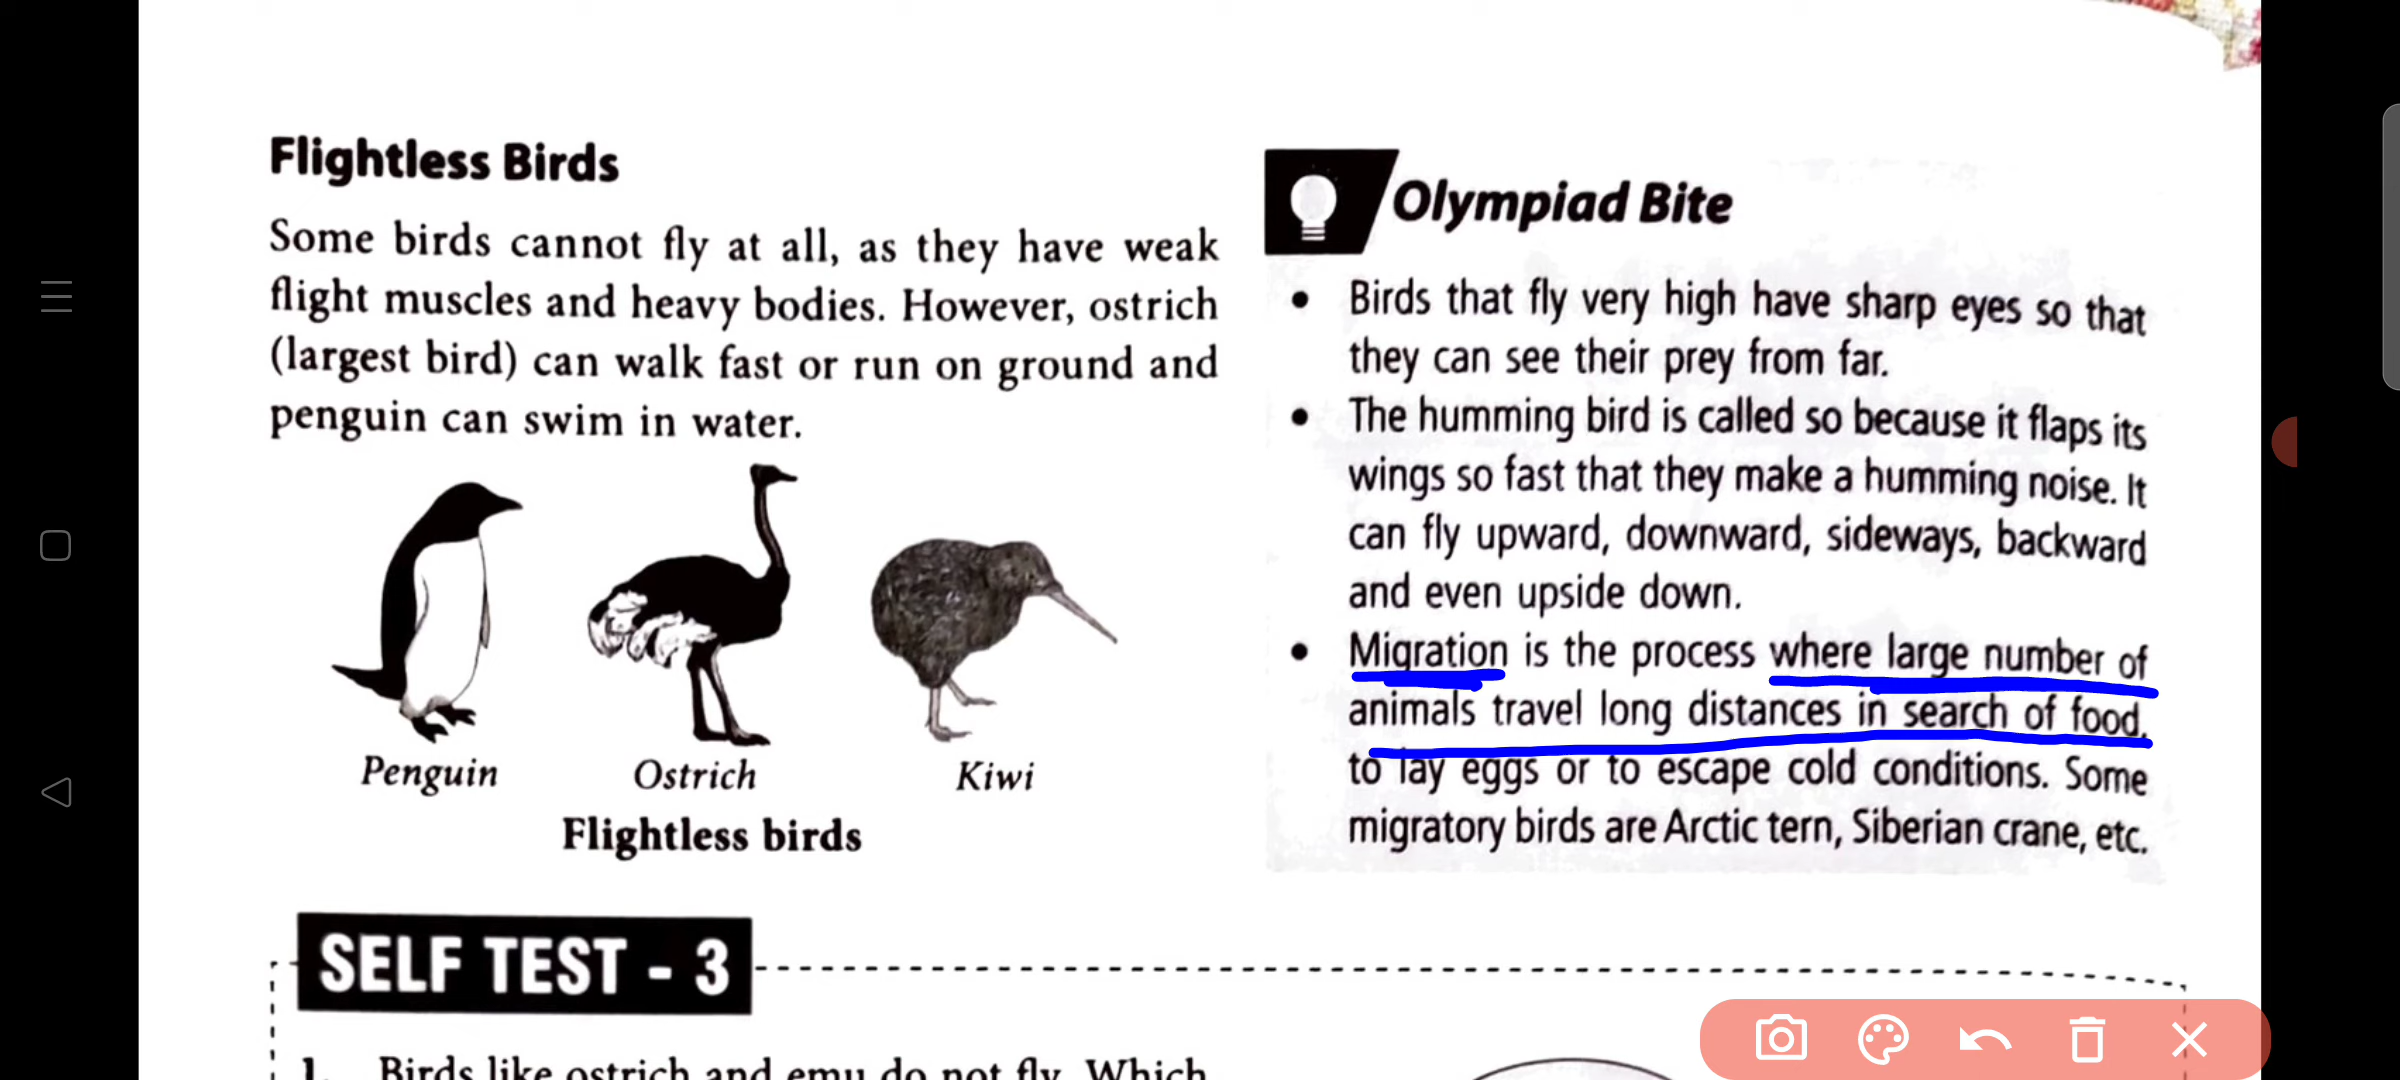 Flightless Birds
Some birds cannot fly at all, as they have weak
flight muscles and heavy bodies. However, ostrich
(largest bird) can walk fast or run on ground and
penguin can swim in water.
Penguin
Ostrich
Kiwi
Flightless birds
Olympiad Bite
• Birds that fly very high have sharp eyes so that
they can see their prey from far.
• The humming bird is called so because it flaps its
wings so fast that they make a humming noise. It
can fly upward, downward, sideways, backward
and even upside down.
• Migration is the process where large number of
animals travel long distances in search of food,
to lay eggs or to escape cold conditions. Some
migratory birds are Arctic tern, Siberian crane, etc.
SELF TEST - 3
1. Birds like ostrich and emu do not fly. Which